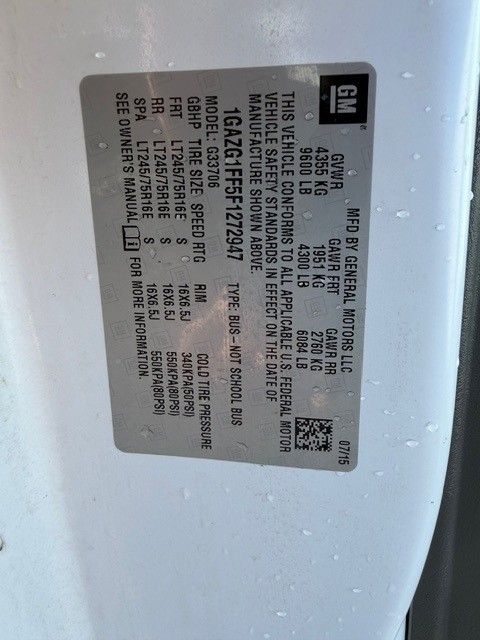 GM
MFD BY GENERAL MOTORS LLC 07/15
GVWR GAWR FRT GAWR RR
4355 KG 1951 KG 2760 KG
9600 LB 4300 LB 6084 LB
THIS VEHICLE CONFORMS TO ALL APPLICABLE U.S. FEDERAL MOTOR
VEHICLE SAFETY STANDARDS IN EFFECT ON THE DATE OF
MANUFACTURE SHOWN ABOVE.
1GAZG1FF5F1272947 TYPE: BUS-NOT SCHOOL BUS
MODEL: G33706
GBHP TIRE SIZE SPEED RTG RIM COLD TIRE PRESSURE
FRT LT245/75R16E S 16X6.5J 340KPA(50PSI)
RR LT245/75R16E S 16X6.5J 550KPA(80PSI)
SPA LT245/75R16E S 16X6.5J 550KPA(80PSI)
SEE OWNER'S MANUAL FOR MORE INFORMATION.